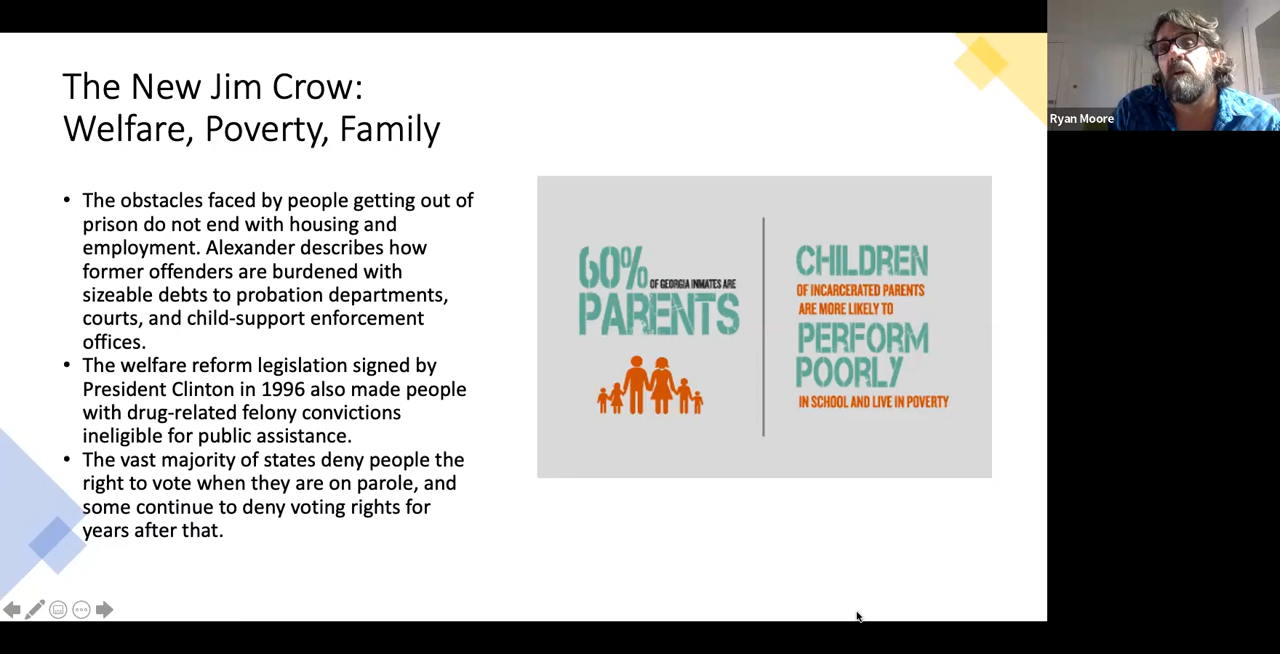 The New Jim Crow:
Welfare, Poverty, Family
• The obstacles faced by people getting out of
prison do not end with housing and
employment. Alexander describes how
former offenders are burdened with
sizeable debts to probation departments,
courts, and child-support enforcement
offices.
• The welfare reform legislation signed by
President Clinton in 1996 also made people
with drug-related felony convictions
ineligible for public assistance.
• The vast majority of states deny people the
right to vote when they are on parole, and
some continue to deny voting rights for
years after that.
60% OF GEORGIA INMATES ARE
PARENTS
CHILDREN
OF INCARCERATED PARENTS
ARE MORE LIKELY TO
PERFORM
POORLY
IN SCHOOL AND LIVE IN POVERTY
Ryan Moore